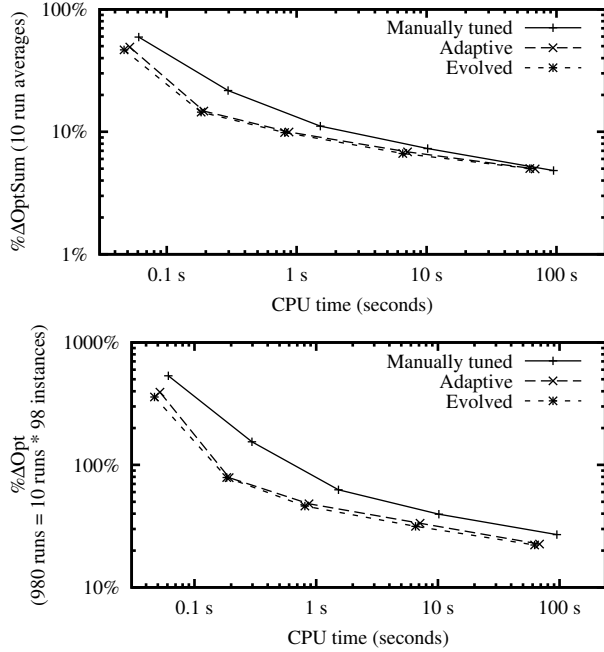 100%
10%
1%
%ΔOptSum (10 run averages)
Manually tuned
Adaptive
Evolved
0.1 s
1 s
10 s
100 s
CPU time (seconds)
1000%
100%
10%
%ΔOpt
(980 runs = 10 runs * 98 instances)
Manually tuned
Adaptive
Evolved
0.1 s
1 s
10 s
100 s
CPU time (seconds)